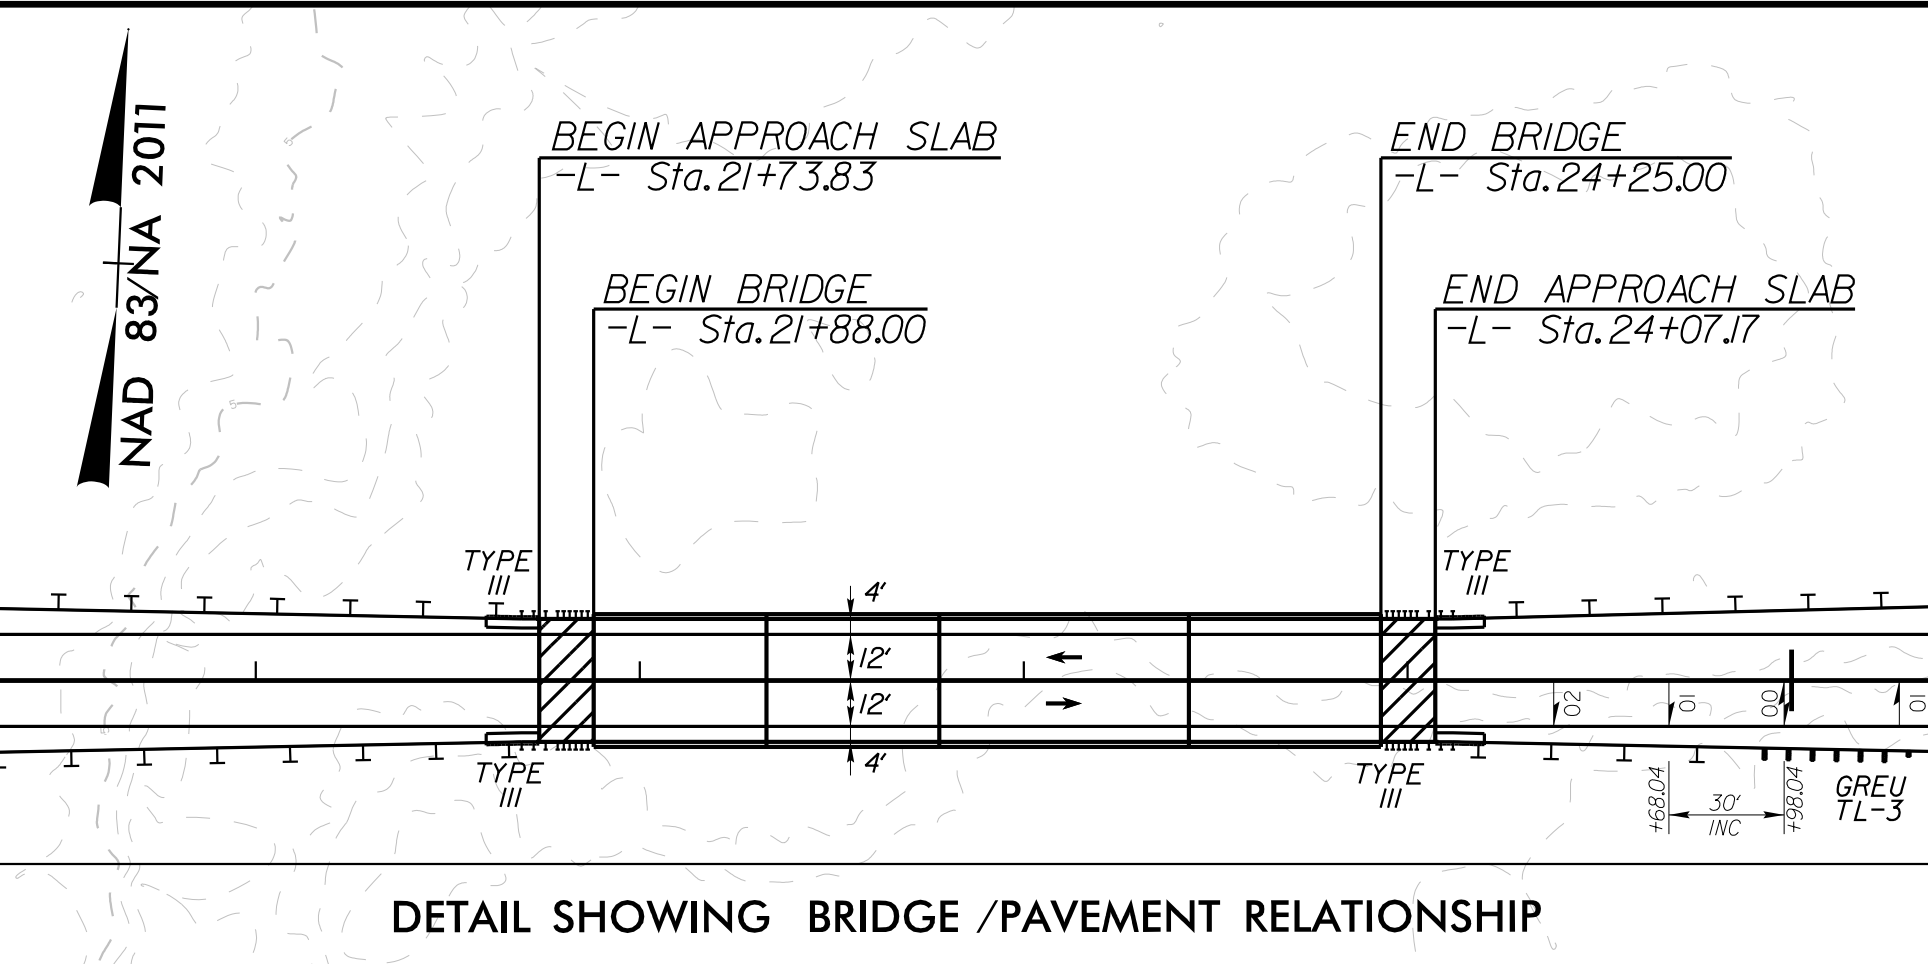 NAD 83/NA 2011
BEGIN APPROACH SLAB
-L- Sta. 21+73.83
END BRIDGE
-L- Sta. 24+25.00
BEGIN BRIDGE
-L- Sta. 21+88.00
END APPROACH SLAB
-L- Sta. 24+07.17
TYPE
III
TYPE
III
4'
12'
12'
4'
02
01
00
01
TYPE
III
TYPE
III
+68.04
30'
INC
+98.04
GREU
TL-3
5
5
5
DETAIL SHOWING BRIDGE /PAVEMENT RELATIONSHIP